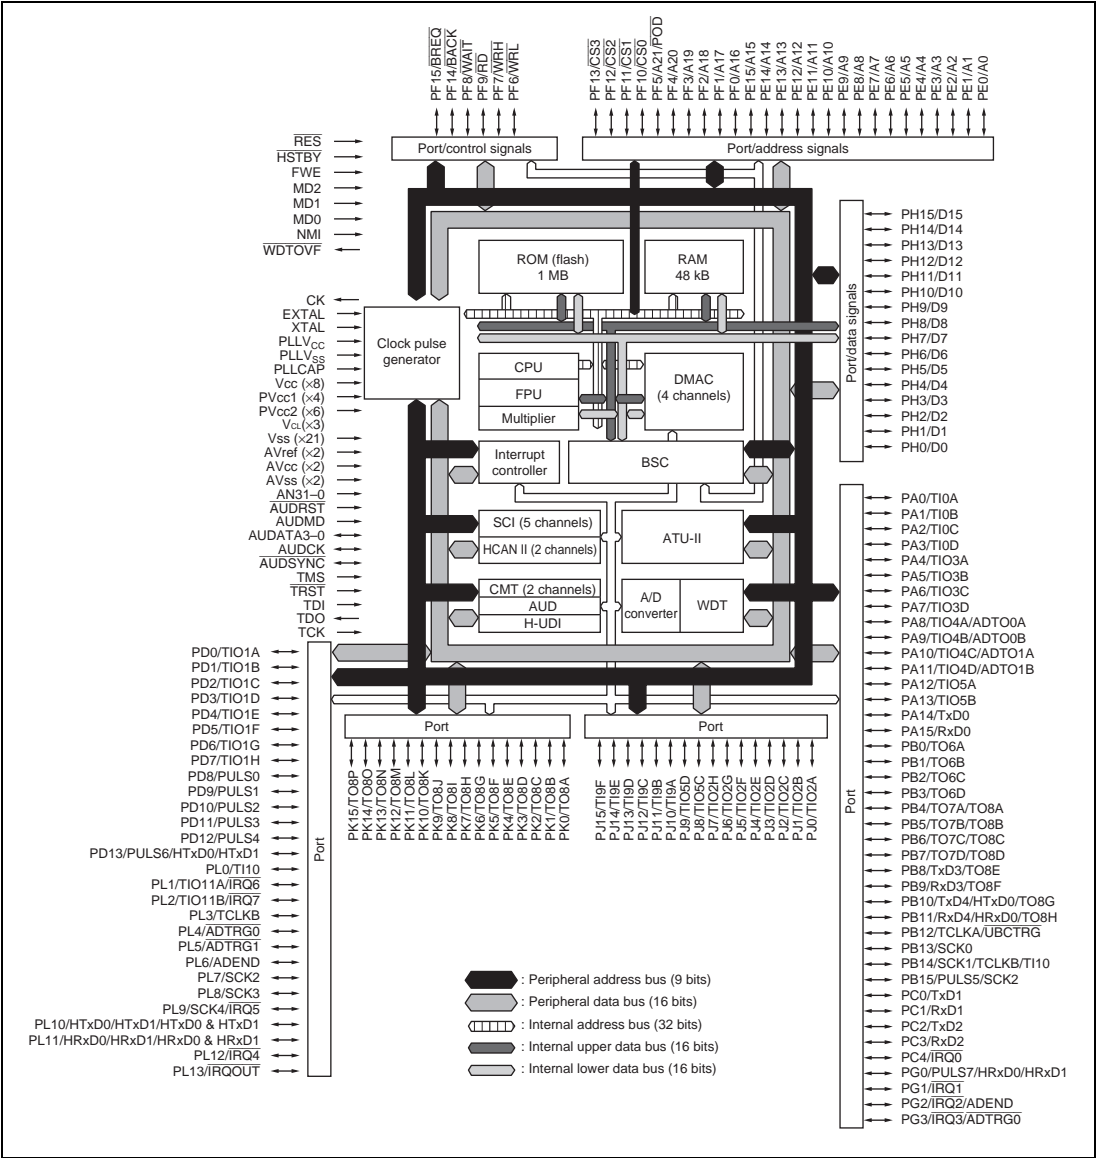 PF15/BREQ
PF14/BACK
PF8/WAIT
PF9/RD
PF7/WRH
PF6/WRL
PF13/CS3
PF12/CS2
PF11/CS1
PF10/CS0
PF5/A21/POD
PF4/A20
PF3/A19
PF2/A18
PF1/A17
PF0/A16
PE15/A15
PE14/A14
PE13/A13
PE12/A12
PE11/A11
PE10/A10
PE9/A9
PE8/A8
PE7/A7
PE6/A6
PE5/A5
PE4/A4
PE3/A3
PE2/A2
PE1/A1
PE0/A0
Port/control signals
Port/address signals
RES
HSTBY
FWE
MD2
MD1
MD0
NMI
WDTOVF
CK
EXTAL
XTAL
PLLVCC
PLLVSS
PLLCAP
Vcc (×8)
PVcc1 (×4)
PVcc2 (×6)
VCL(×3)
Vss (×21)
AVref (×2)
AVcc (×2)
AVss (×2)
AN31–0
AUDRST
AUDMD
AUDATA3–0
AUDCK
AUDSYNC
TMS
TRST
TDI
TDO
TCK
ROM (flash)
1 MB
RAM
48 kB
Clock pulse
generator
CPU
FPU
Multiplier
DMAC
(4 channels)
Interrupt
controller
BSC
SCI (5 channels)
HCAN II (2 channels)
ATU-II
CMT (2 channels)
AUD
H-UDI
A/D
converter
WDT
Port/data signals
PH15/D15
PH14/D14
PH13/D13
PH12/D12
PH11/D11
PH10/D10
PH9/D9
PH8/D8
PH7/D7
PH6/D6
PH5/D5
PH4/D4
PH3/D3
PH2/D2
PH1/D1
PH0/D0
PA0/TI0A
PA1/TI0B
PA2/TI0C
PA3/TI0D
PA4/TIO3A
PA5/TIO3B
PA6/TIO3C
PA7/TIO3D
PA8/TIO4A/ADTO0A
PA9/TIO4B/ADTO0B
PA10/TIO4C/ADTO1A
PA11/TIO4D/ADTO1B
PA12/TIO5A
PA13/TIO5B
PA14/TxD0
PA15/RxD0
PB0/TO6A
PB1/TO6B
PB2/TO6C
PB3/TO6D
PB4/TO7A/TO8A
PB5/TO7B/TO8B
PB6/TO7C/TO8C
PB7/TO7D/TO8D
PB8/TxD3/TO8E
PB9/RxD3/TO8F
PB10/TxD4/HTxD0/TO8G
PB11/RxD4/HRxD0/TO8H
PB12/TCLKA/UBCTRG
PB13/SCK0
PB14/SCK1/TCLKB/TI10
PB15/PULS5/SCK2
PC0/TxD1
PC1/RxD1
PC2/TxD2
PC3/RxD2
PC4/IRQ0
PG0/PULS7/HRxD0/HRxD1
PG1/IRQ1
PG2/IRQ2/ADEND
PG3/IRQ3/ADTRG0
Port
PD0/TIO1A
PD1/TIO1B
PD2/TIO1C
PD3/TIO1D
PD4/TIO1E
PD5/TIO1F
PD6/TIO1G
PD7/TIO1H
PD8/PULS0
PD9/PULS1
PD10/PULS2
PD11/PULS3
PD12/PULS4
PD13/PULS6/HTxD0/HTxD1
PL0/TI10
PL1/TIO11A/IRQ6
PL2/TIO11B/IRQ7
PL3/TCLKB
PL4/ADTRG0
PL5/ADTRG1
PL6/ADEND
PL7/SCK2
PL8/SCK3
PL9/SCK4/IRQ5
PL10/HTxD0/HTxD1/HTxD0 & HTxD1
PL11/HRxD0/HRxD1/HRxD0 & HRxD1
PL12/IRQ4
PL13/IRQOUT
Port
Port
Port
PK15/TO8P
PK14/TO8O
PK13/TO8N
PK12/TO8M
PK11/TO8L
PK10/TO8K
PK9/TO8J
PK8/TO8I
PK7/TO8H
PK6/TO8G
PK5/TO8F
PK4/TO8E
PK3/TO8D
PK2/TO8C
PK1/TO8B
PK0/TO8A
PJ15/TI9F
PJ14/TI9E
PJ13/TI9D
PJ12/TI9C
PJ11/TI9B
PJ10/TI9A
PJ9/TIO5D
PJ8/TIO5C
PJ7/TIO2H
PJ6/TIO2G
PJ5/TIO2F
PJ4/TIO2E
PJ3/TIO2D
PJ2/TIO2C
PJ1/TIO2B
PJ0/TIO2A
: Peripheral address bus (9 bits)
: Peripheral data bus (16 bits)
: Internal address bus (32 bits)
: Internal upper data bus (16 bits)
: Internal lower data bus (16 bits)